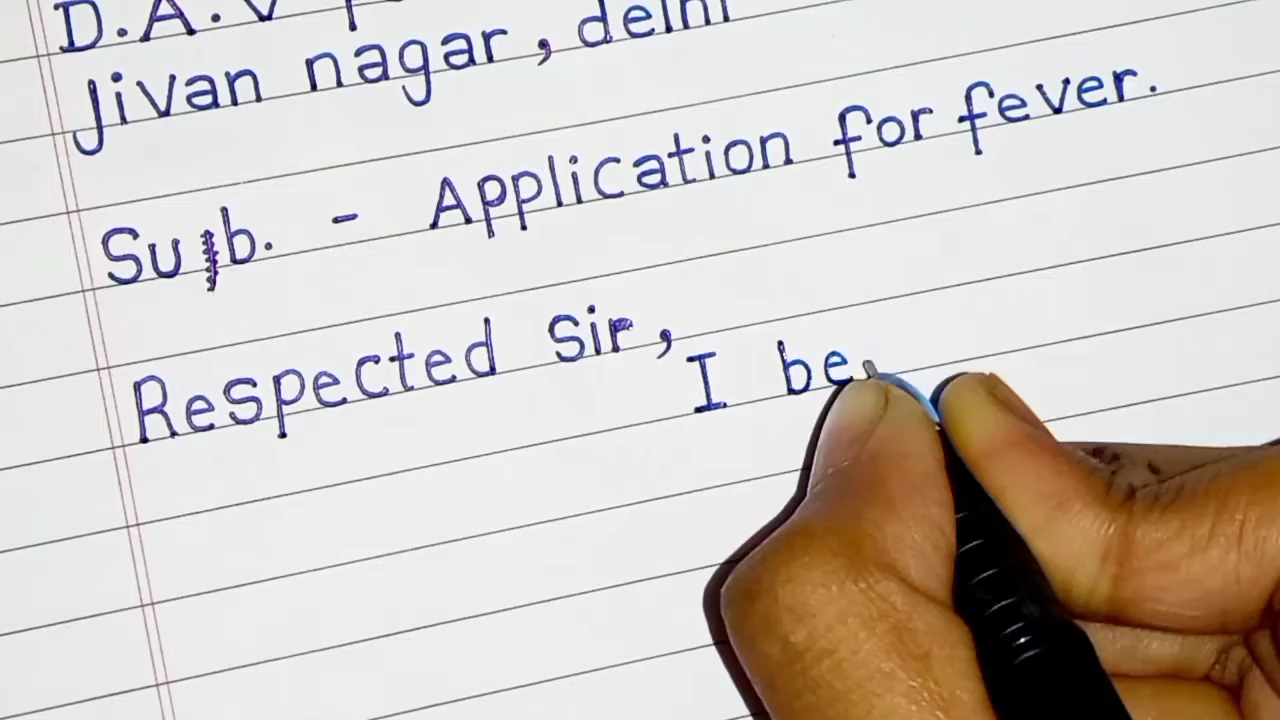 D.A.V
Jivan nagar, delhi
Sub. - Application for fever.
Respected Sir,
I be